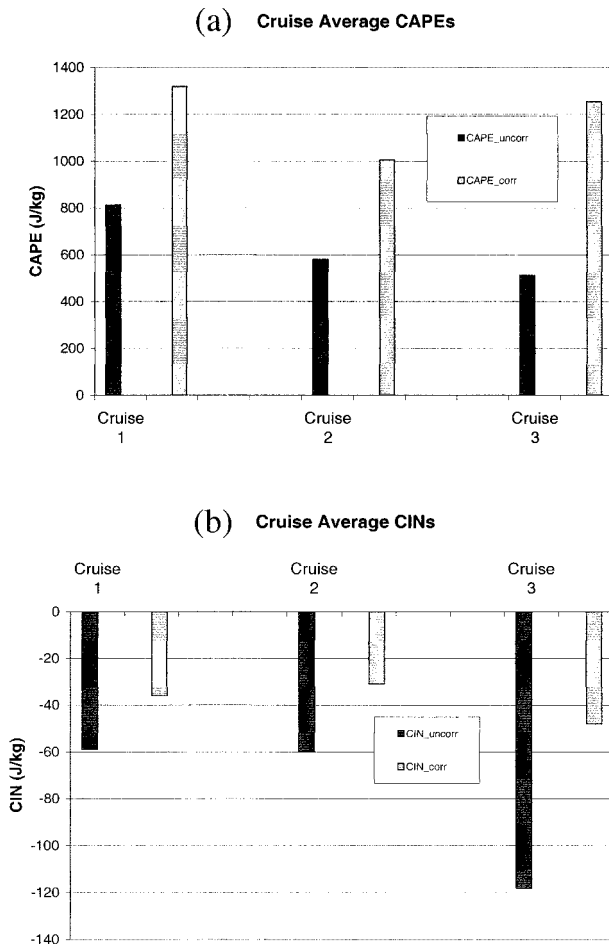 (a) Cruise Average CAPEs
1400
1200
1000
800
600
400
200
0
CAPE (J/kg)
CAPE_uncorr
CAPE_corr
Cruise Cruise Cruise
1 2 3
(b) Cruise Average CINs
Cruise Cruise Cruise
1 2 3
0
-20
-40
-60
-80
-100
-120
-140
CIN (J/kg)
CIN_uncorr
CIN_corr